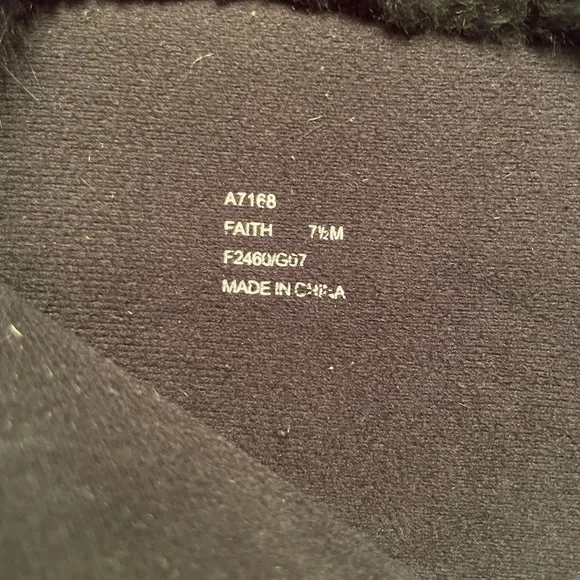 A7168
FAITH 7½M
F2460/G07
MADE IN CHINA